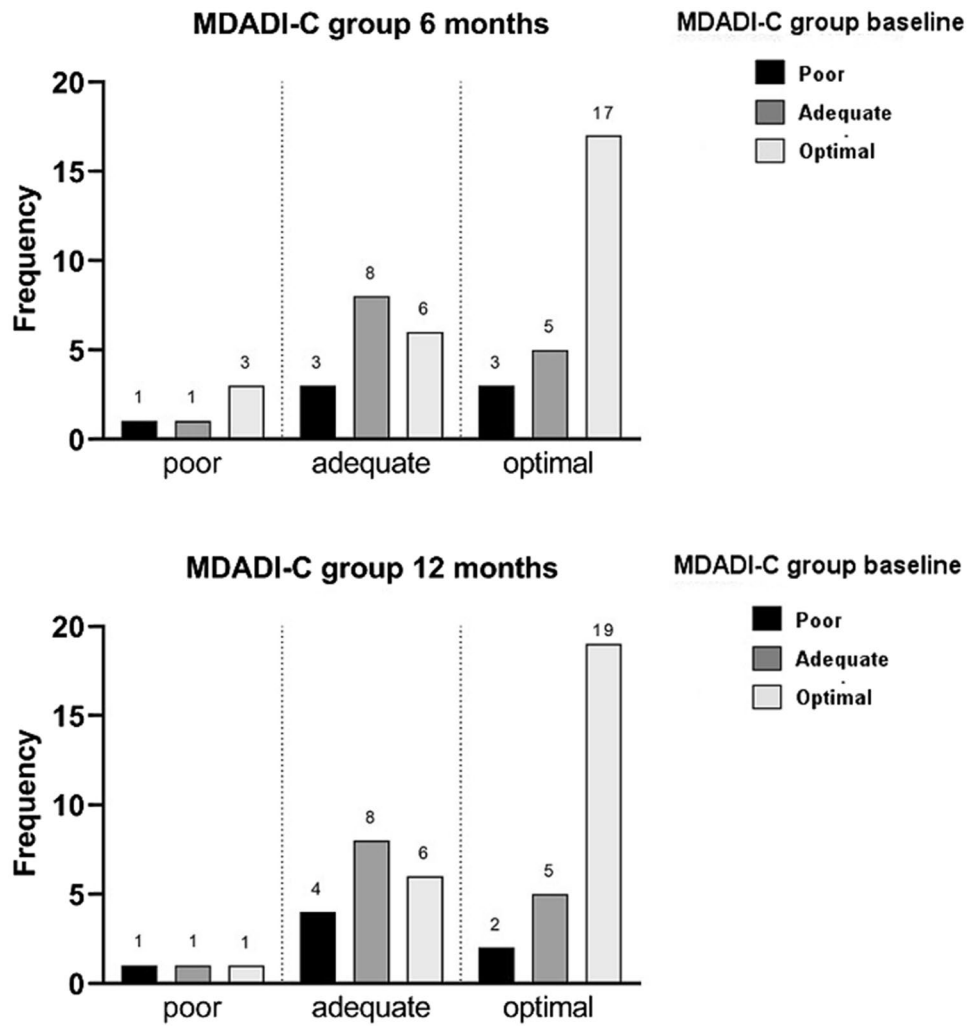 MDADI-C group 6 months
MDADI-C group baseline
Poor
Adequate
Optimal
Frequency
20
15
10
5
0
1
1
3
3
8
6
3
5
17
poor
adequate
optimal
MDADI-C group 12 months
MDADI-C group baseline
Poor
Adequate
Optimal
Frequency
20
15
10
5
0
1
1
1
4
8
6
2
5
19
poor
adequate
optimal